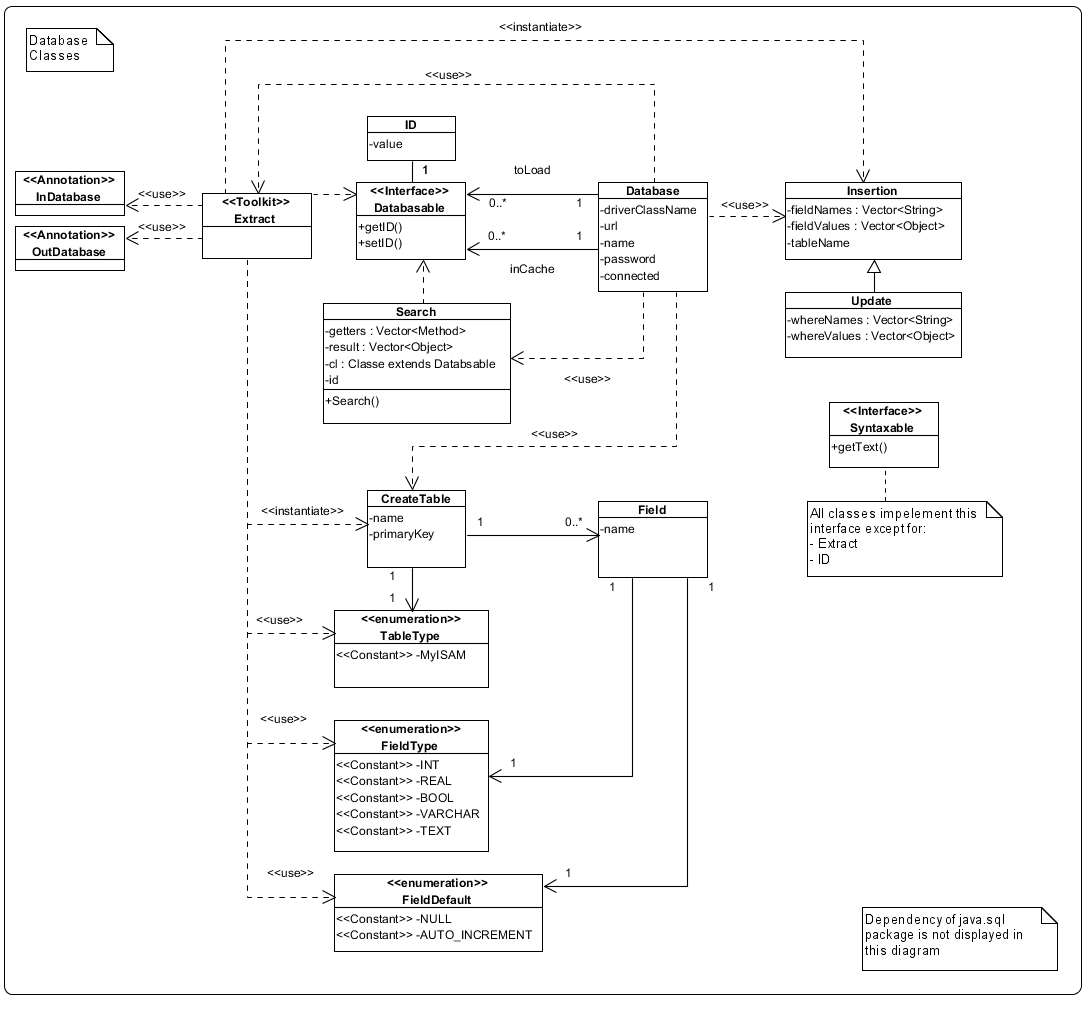 <<instantiate>>
Database
Classes
<<use>>
ID
-value
1
toLoad
<<Annotation>>
InDatabase
<<use>>
<<Toolkit>>
Extract
<<Interface>>
Databasable
+getID()
+setID()
0..*
1
0..*
1
inCache
Database
-driverClassName
-url
-name
-password
-connected
<<use>>
Insertion
-fieldNames : Vector<String>
-fieldValues : Vector<Object>
-tableName
<<Annotation>>
OutDatabase
<<use>>
Update
-whereNames : Vector<String>
-whereValues : Vector<Object>
Search
-getters : Vector<Method>
-result : Vector<Object>
-cl : Classe extends Databsable
-id
+Search()
<<use>>
<<use>>
<<Interface>>
Syntaxable
+getText()
All classes impelement this
interface except for:
- Extract
- ID
<<instantiate>>
CreateTable
-name
-primaryKey
1
0..*
Field
-name
1
1
1
1
<<use>>
<<enumeration>>
TableType
<<Constant>> -MyISAM
<<use>>
<<enumeration>>
FieldType
<<Constant>> -INT
<<Constant>> -REAL
<<Constant>> -BOOL
<<Constant>> -VARCHAR
<<Constant>> -TEXT
1
<<use>>
<<enumeration>>
FieldDefault
<<Constant>> -NULL
<<Constant>> -AUTO_INCREMENT
1
Dependency of java.sql
package is not displayed in
this diagram